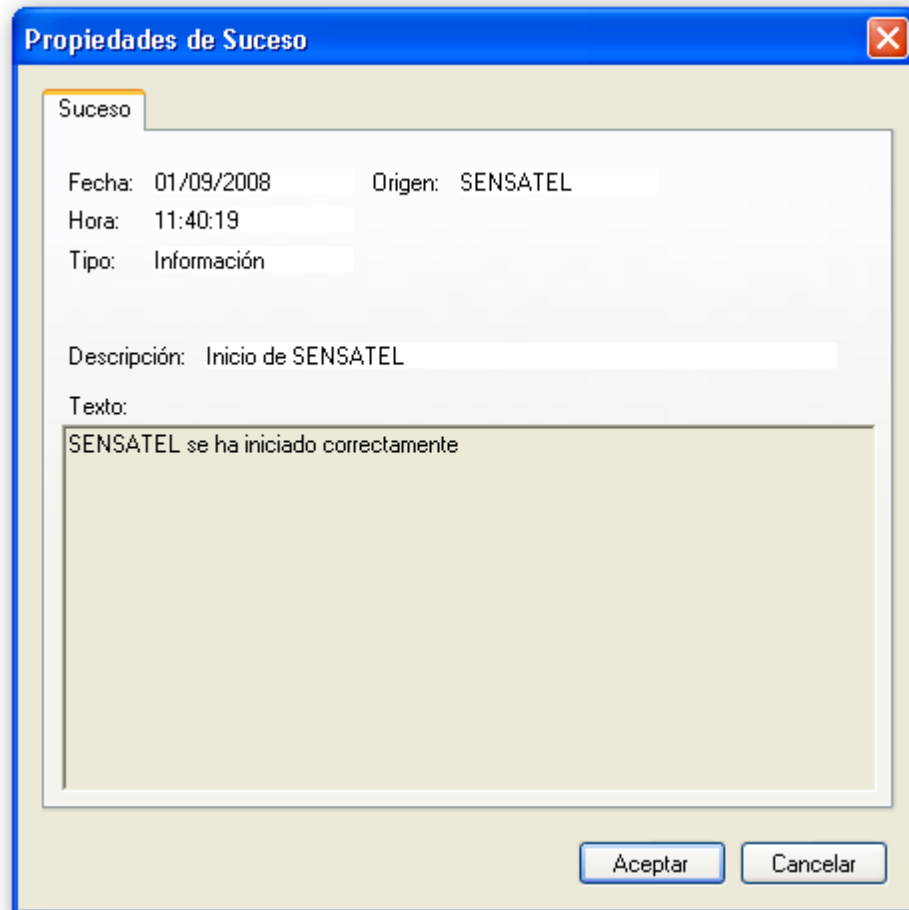 Propiedades de Suceso
Suceso
Fecha: 01/09/2008 Origen: SENSATEL
Hora: 11:40:19
Tipo: Información
Descripción: Inicio de SENSATEL
Texto:
SENSATEL se ha iniciado correctamente
Aceptar Cancelar